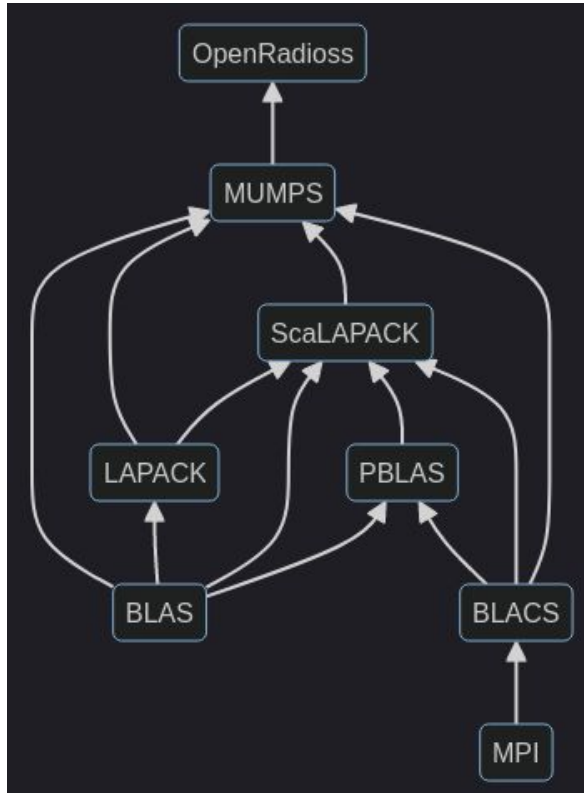 OpenRadioss
MUMPS
ScaLAPACK
LAPACK
PBLAS
BLAS
BLACS
MPI